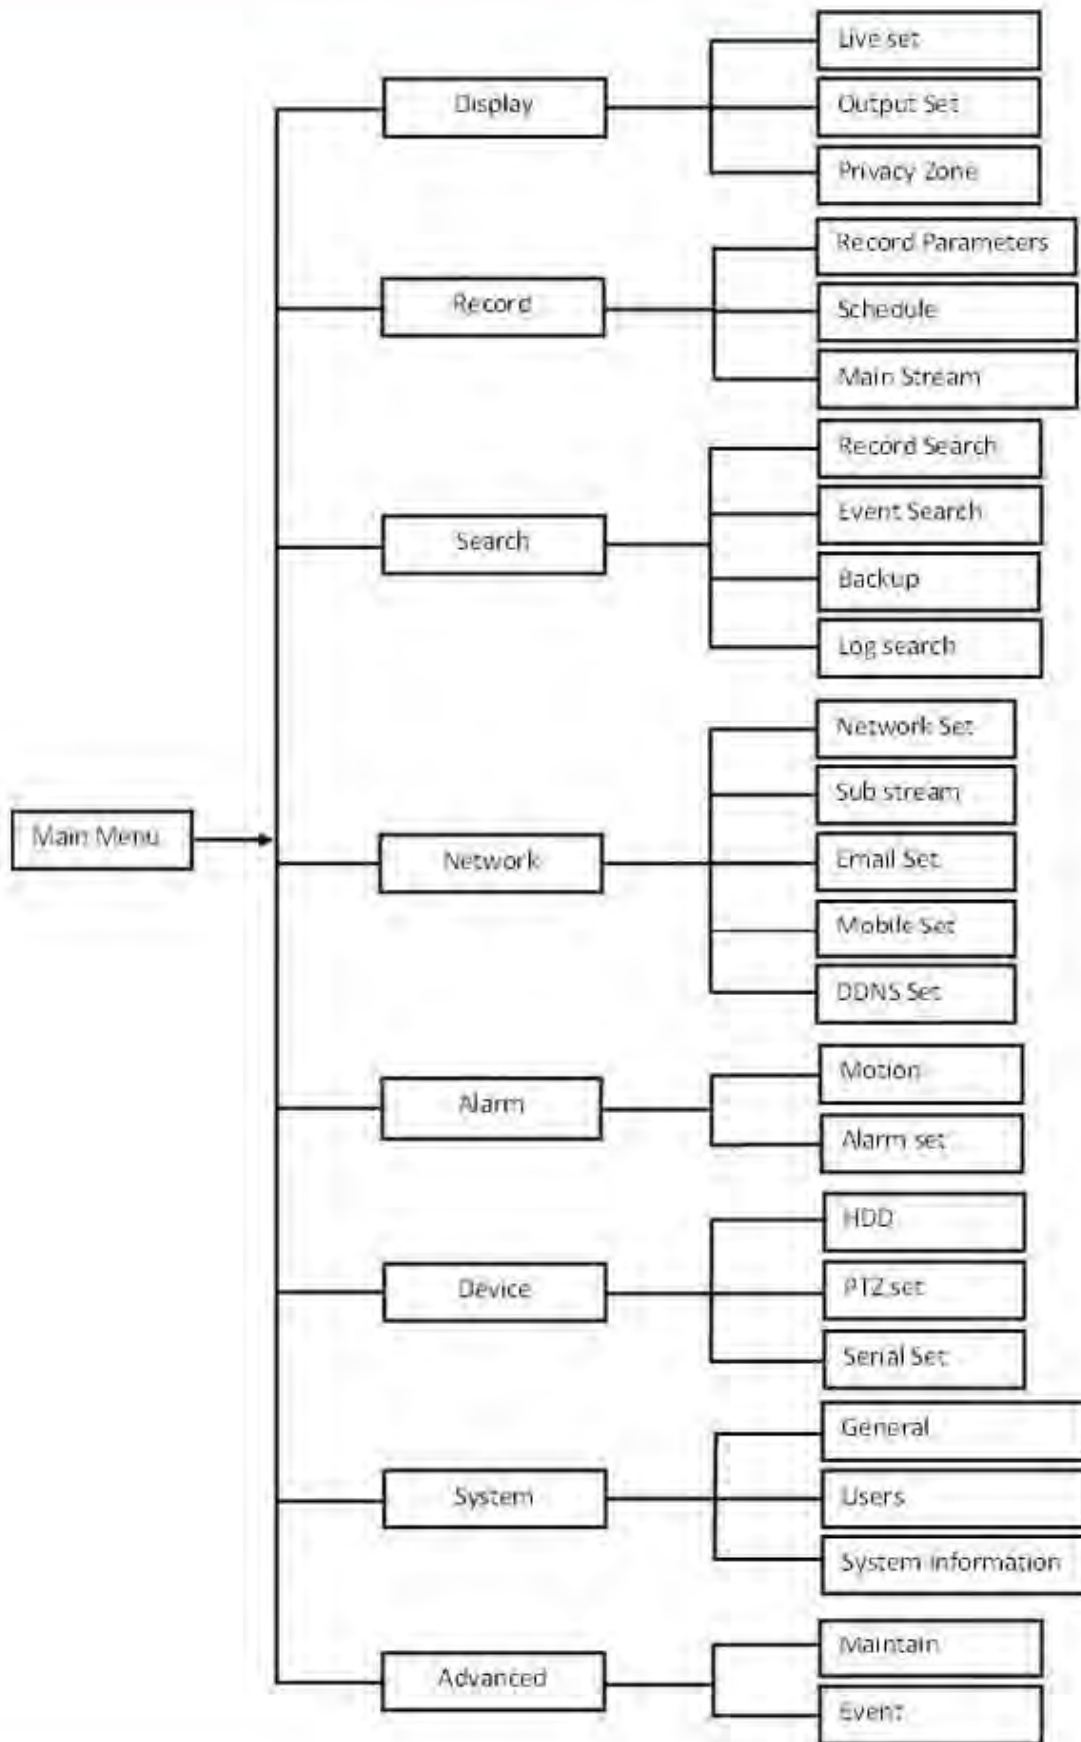 Main Menu
Display
Live set
Output Set
Privacy Zone
Record
Record Parameters
Schedule
Main Stream
Search
Record Search
Event Search
Backup
Log search
Network
Network Set
Sub stream
Email Set
Mobile Set
DDNS Set
Alarm
Motion
Alarm set
Device
HDD
PTZ set
Serial Set
System
General
Users
System Information
Advanced
Maintain
Event